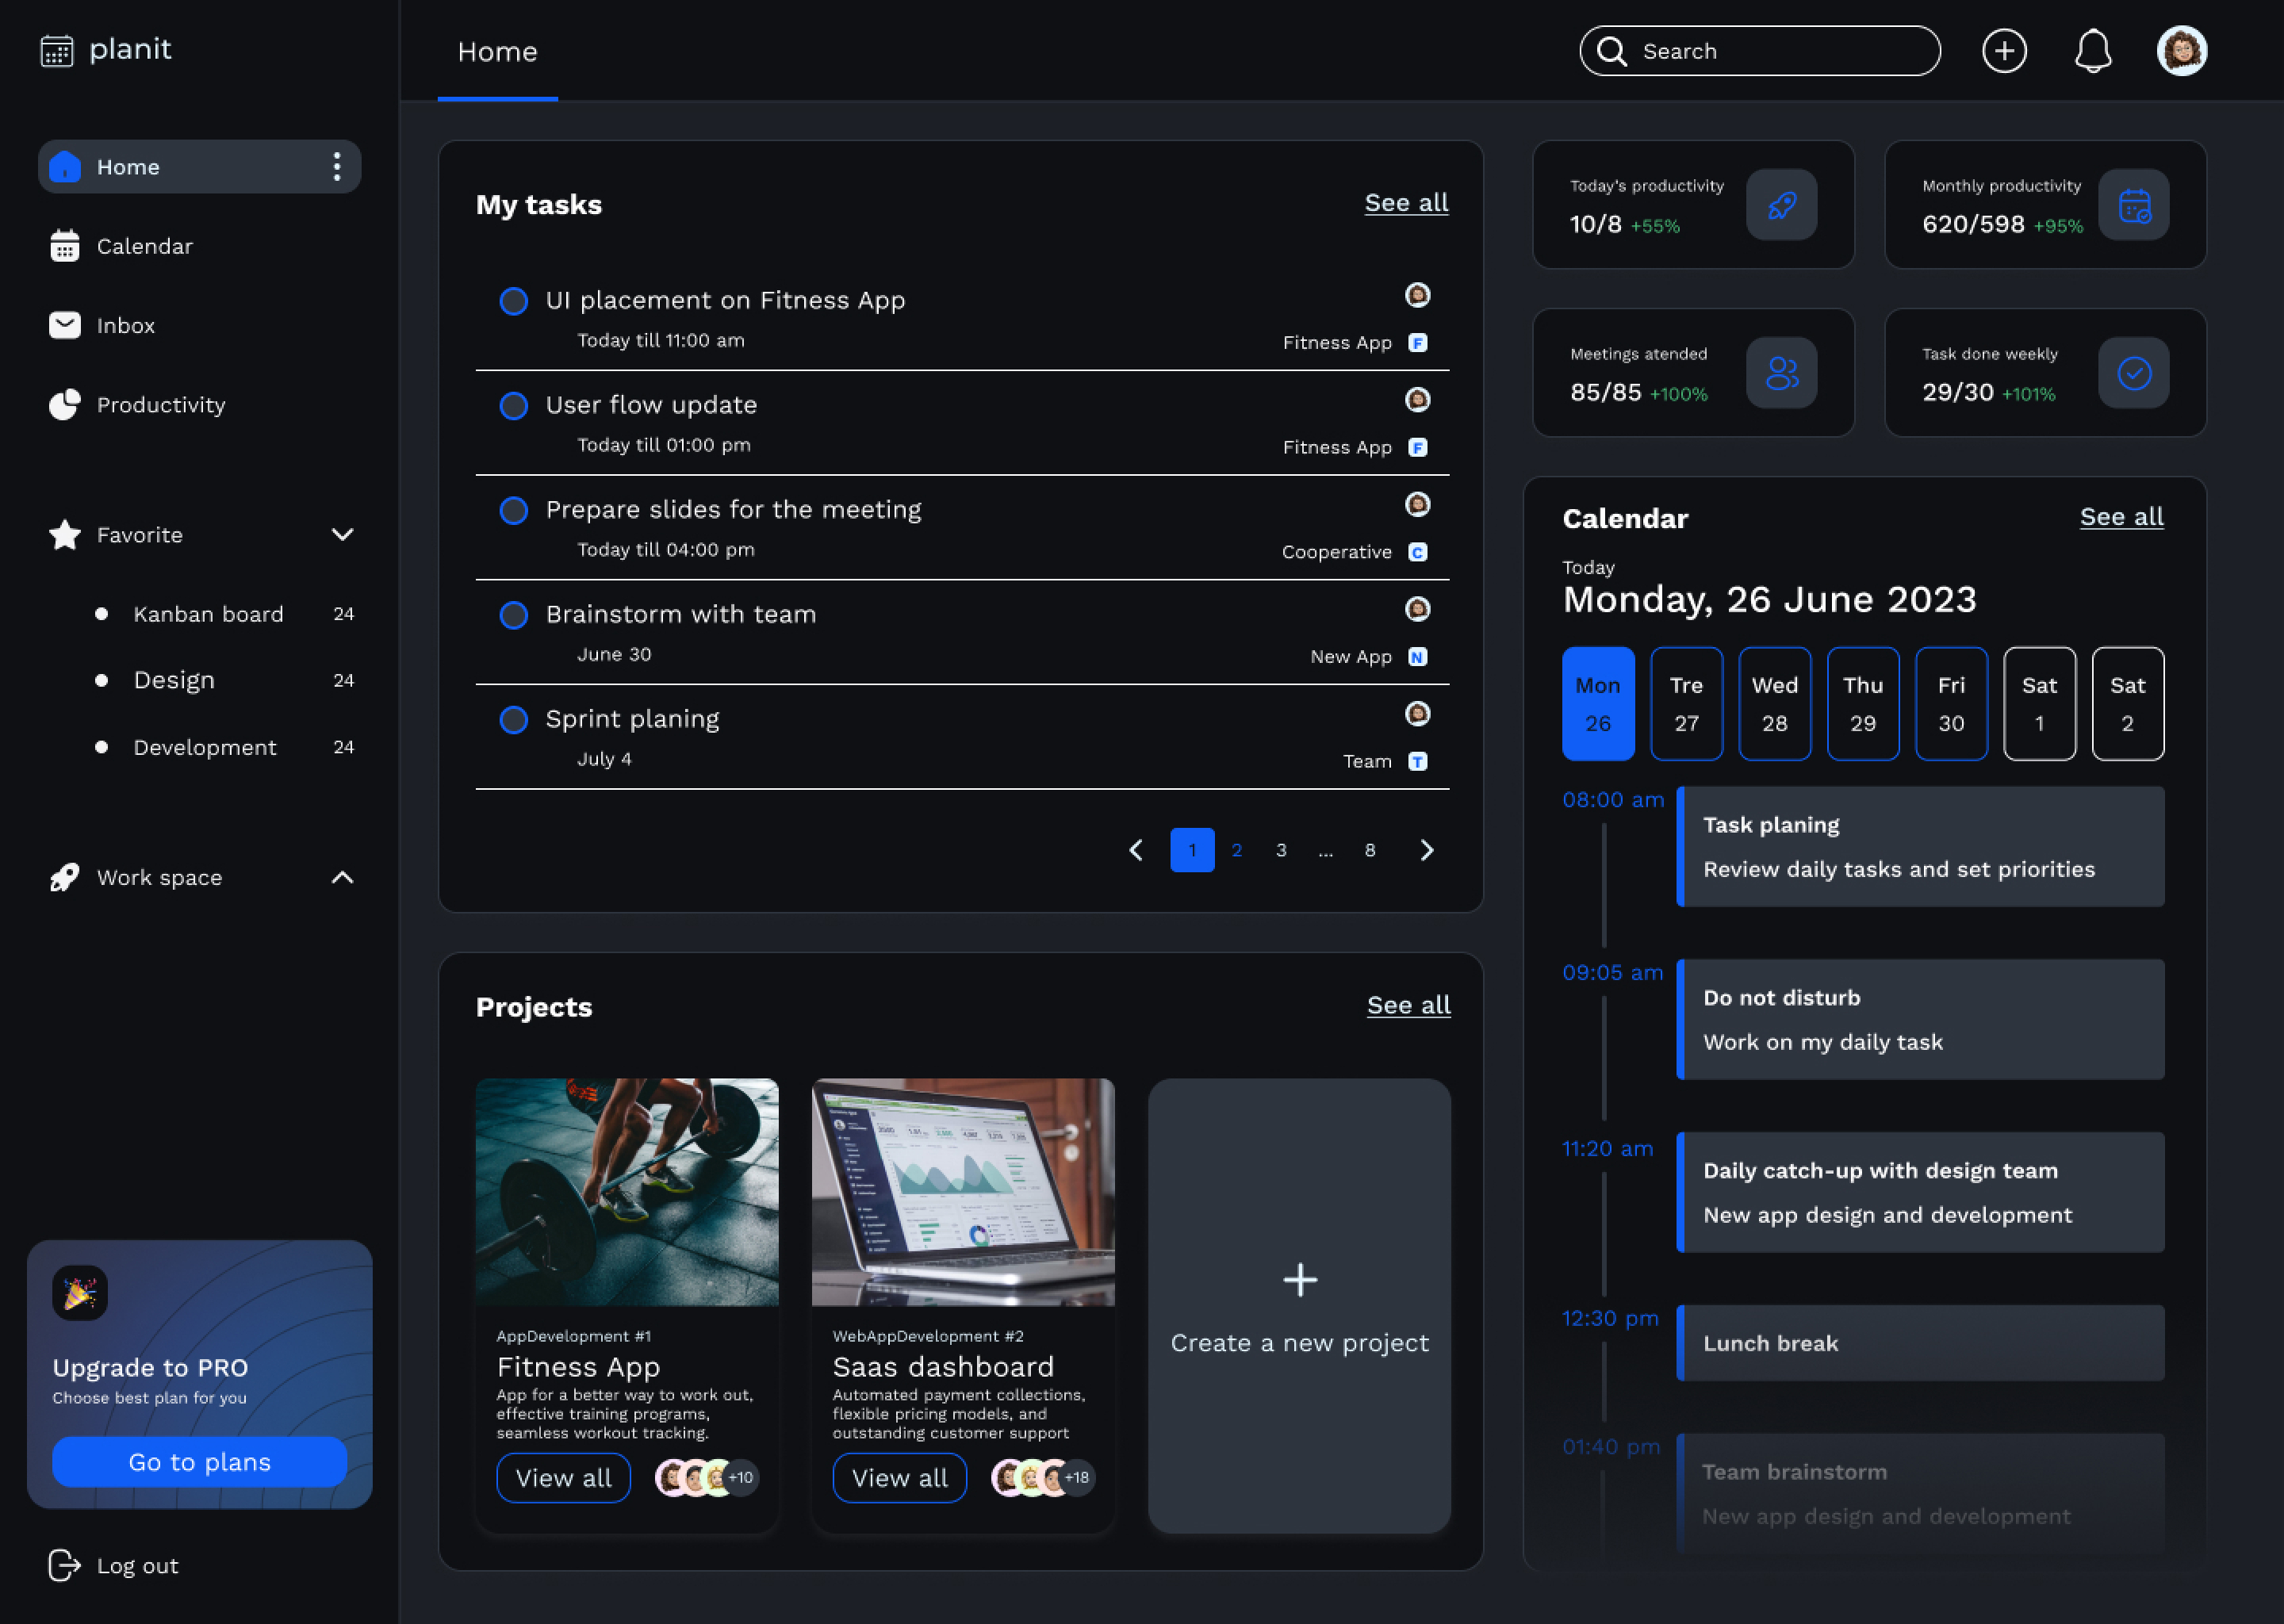 planit
Home
Search
Home
Calendar
Inbox
Productivity
Favorite
Kanban board 24
Design 24
Development 24
Work space
Upgrade to PRO
Choose best plan for you
Go to plans
Log out
My tasks
See all
UI placement on Fitness App
Today till 11:00 am
Fitness App F
User flow update
Today till 01:00 pm
Fitness App F
Prepare slides for the meeting
Today till 04:00 pm
Cooperative C
Brainstorm with team
June 30
New App N
Sprint planing
July 4
Team T
1 2 3 ... 8
Projects
See all
AppDevelopment #1
Fitness App
App for a better way to work out,
effective training programs,
seamless workout tracking.
View all
+10
WebAppDevelopment #2
Saas dashboard
Automated payment collections,
flexible pricing models, and
outstanding customer support
View all
+18
Create a new project
Today's productivity
10/8 +55%
Monthly productivity
620/598 +95%
Meetings atended
85/85 +100%
Task done weekly
29/30 +101%
Calendar
See all
Today
Monday, 26 June 2023
Mon Tre Wed Thu Fri Sat Sat
26 27 28 29 30 1 2
08:00 am
Task planing
Review daily tasks and set priorities
09:05 am
Do not disturb
Work on my daily task
11:20 am
Daily catch-up with design team
New app design and development
12:30 pm
Lunch break
01:40 pm
Team brainstorm
New app design and development